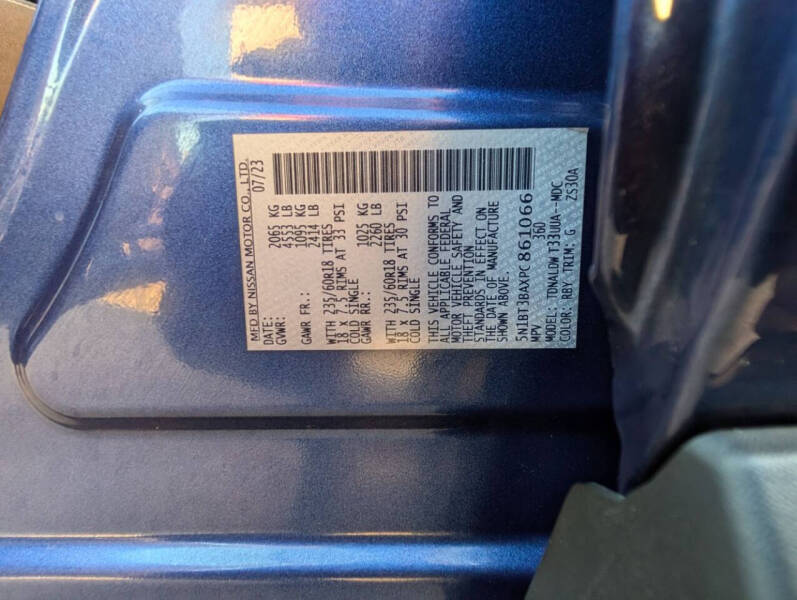 MFD BY NISSAN MOTOR CO., LTD.
DATE: 07/23
GVWR: 2065 KG
4553 LB
GAWR FR.: 1095 KG
2414 LB
WITH 235/60R18 TIRES
18 X 7.5 RIMS AT 33 PSI
COLD SINGLE
GAWR RR.: 1025 KG
2260 LB
WITH 235/60R18 TIRES
18 X 7.5 RIMS AT 30 PSI
COLD SINGLE
THIS VEHICLE CONFORMS TO
ALL APPLICABLE FEDERAL
MOTOR VEHICLE SAFETY AND
THEFT PREVENTION
STANDARDS IN EFFECT ON
THE DATE OF MANUFACTURE
SHOWN ABOVE.
5N1BT3BAXPC861066
MPV 360
MODEL: TDNALDW T33UUA--MDC
COLOR: RBY TRIM: G ZS30A